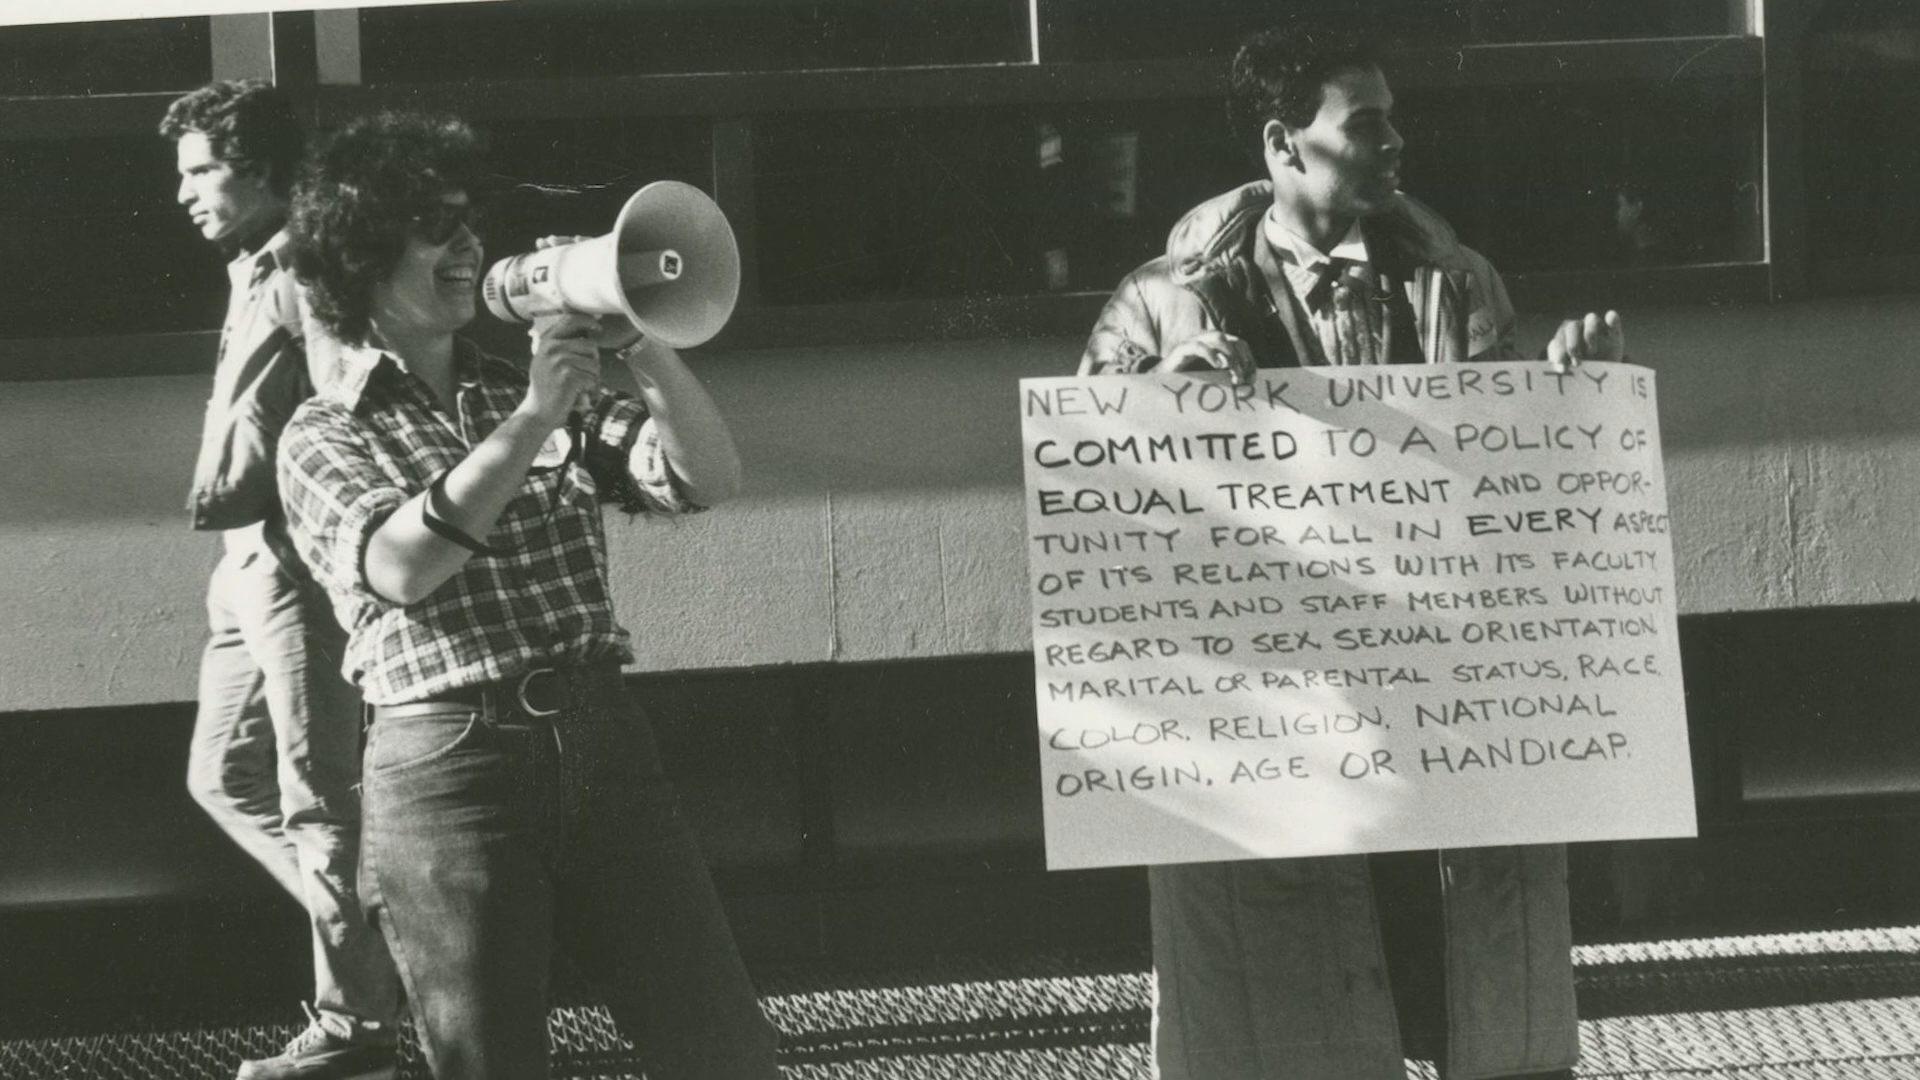 NEW YORK UNIVERSITY IS
COMMITTED TO A POLICY OF
EQUAL TREATMENT AND OPPOR-
TUNITY FOR ALL IN EVERY ASPECT
OF ITS RELATIONS WITH ITS FACULTY
STUDENTS AND STAFF MEMBERS WITHOUT
REGARD TO SEX, SEXUAL ORIENTATION,
MARITAL OR PARENTAL STATUS, RACE,
COLOR, RELIGION, NATIONAL
ORIGIN, AGE OR HANDICAP.